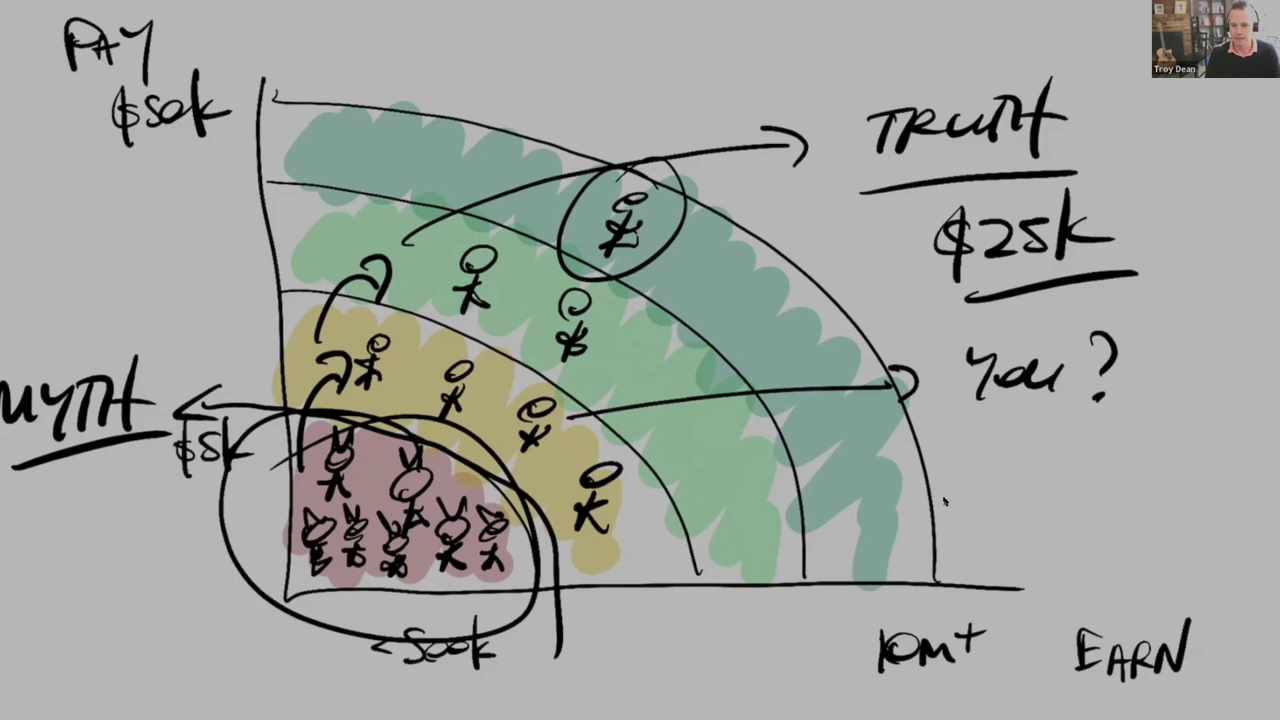 PAY
$50k
TRUTH
$25k
You?
MYTH
$5k
<500k
10M+
EARN
Troy Dean